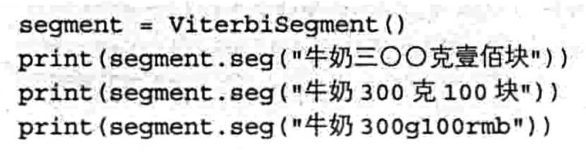 segment = ViterbiSegment()
print(segment.seg("牛奶三〇〇克壹佰块"))
print(segment.seg("牛奶 300 克 100 块"))
print(segment.seg("牛奶 300g100rmb"))